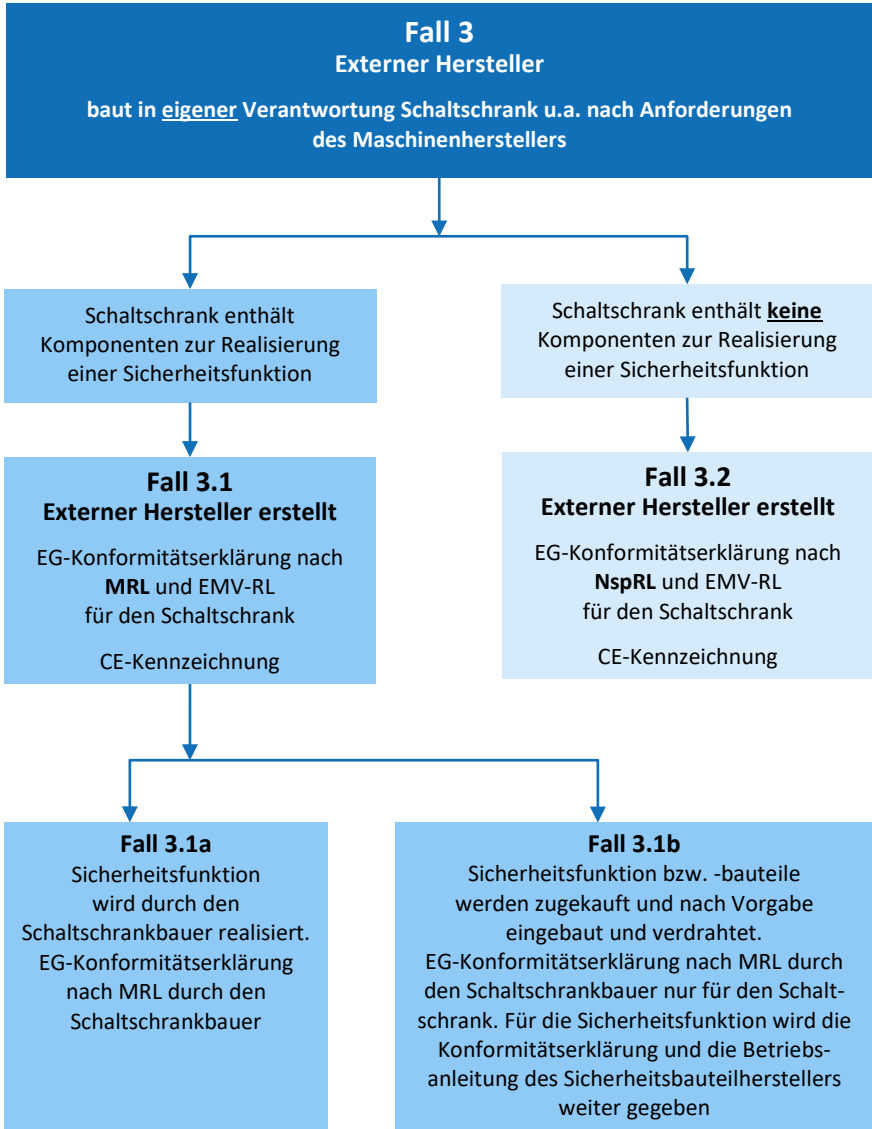 Fall 3
Externer Hersteller
baut in eigener Verantwortung Schaltschrank u.a. nach Anforderungen
des Maschinenherstellers
Schaltschrank enthält
Komponenten zur Realisierung
einer Sicherheitsfunktion
Schaltschrank enthält keine
Komponenten zur Realisierung
einer Sicherheitsfunktion
Fall 3.1
Externer Hersteller erstellt
EG-Konformitätserklärung nach
MRL und EMV-RL
für den Schaltschrank
CE-Kennzeichnung
Fall 3.2
Externer Hersteller erstellt
EG-Konformitätserklärung nach
NspRL und EMV-RL
für den Schaltschrank
CE-Kennzeichnung
Fall 3.1a
Sicherheitsfunktion
wird durch den
Schaltschrankbauer realisiert.
EG-Konformitätserklärung
nach MRL durch den
Schaltschrankbauer
Fall 3.1b
Sicherheitsfunktion bzw. -bauteile
werden zugekauft und nach Vorgabe
eingebaut und verdrahtet.
EG-Konformitätserklärung nach MRL durch
den Schaltschrankbauer nur für den Schalt-
schrank. Für die Sicherheitsfunktion wird die
Konformitätserklärung und die Betriebs-
anleitung des Sicherheitsbauteilherstellers
weiter gegeben